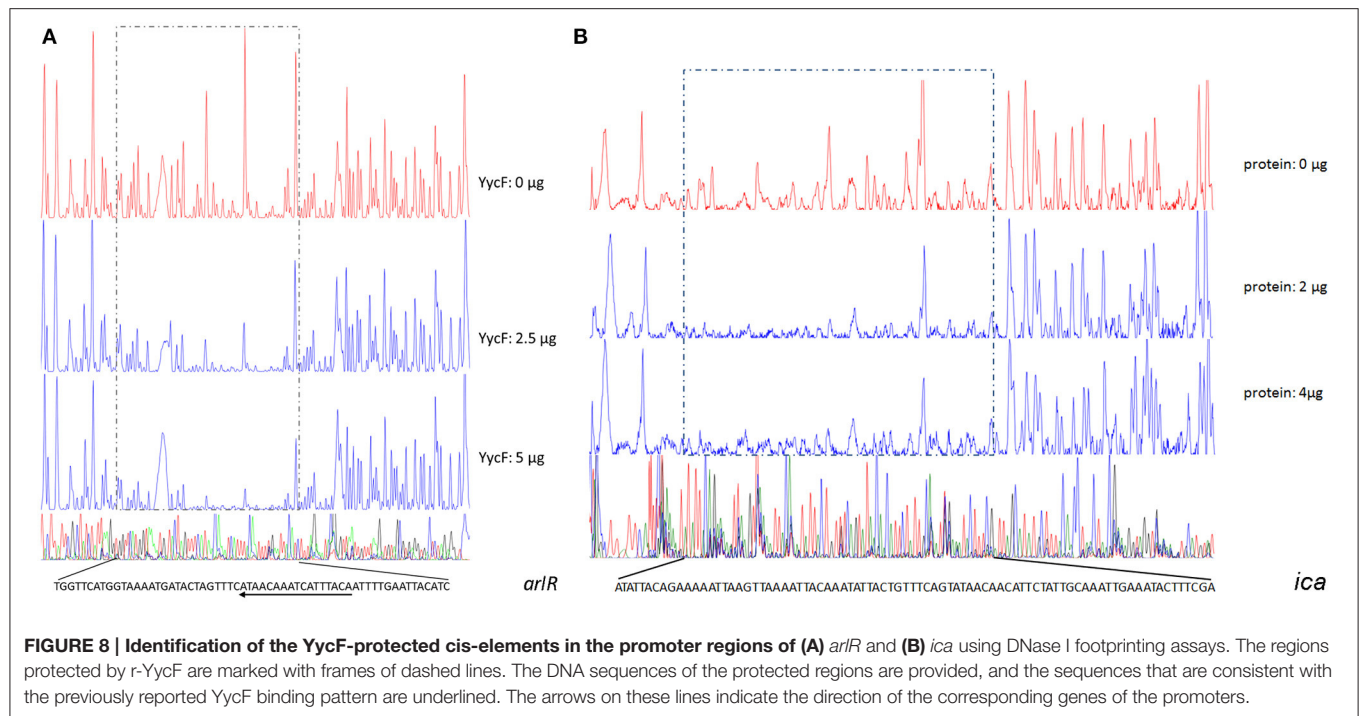 A
B
YycF: 0 µg
YycF: 2.5 µg
YycF: 5 µg
protein: 0 µg
protein: 2 µg
protein: 4µg
TGGTTCATGGTAAAATGATACTAGTTTCATAACAAATCATTTACAATTTTGAATTACATC
arlR
ATATTACAGAAAAATTAAGTTAAAATTACAAATATTACTGTTTCAGTATAACAACATTCTATTGCAAATTGAAATACTTTCGA
ica
FIGURE 8 | Identification of the YycF-protected cis-elements in the promoter regions of (A) arlR and (B) ica using DNase I footprinting assays. The regions
protected by r-YycF are marked with frames of dashed lines. The DNA sequences of the protected regions are provided, and the sequences that are consistent with
the previously reported YycF binding pattern are underlined. The arrows on these lines indicate the direction of the corresponding genes of the promoters.